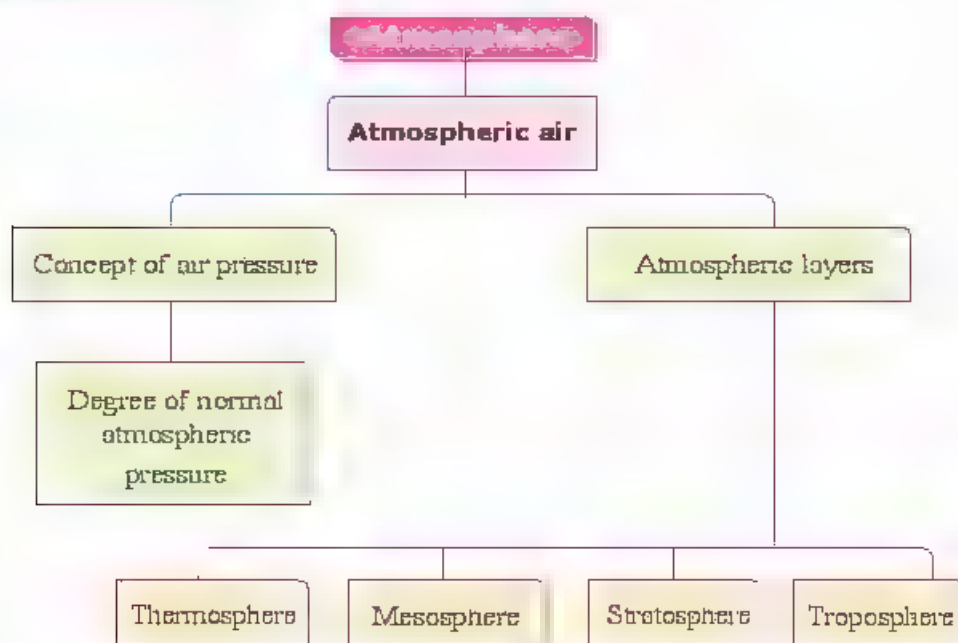 Atmospheric air
Concept of air pressure
Atmospheric layers
Degree of normal
atmospheric
pressure
Thermosphere
Mesosphere
Stratosphere
Troposphere